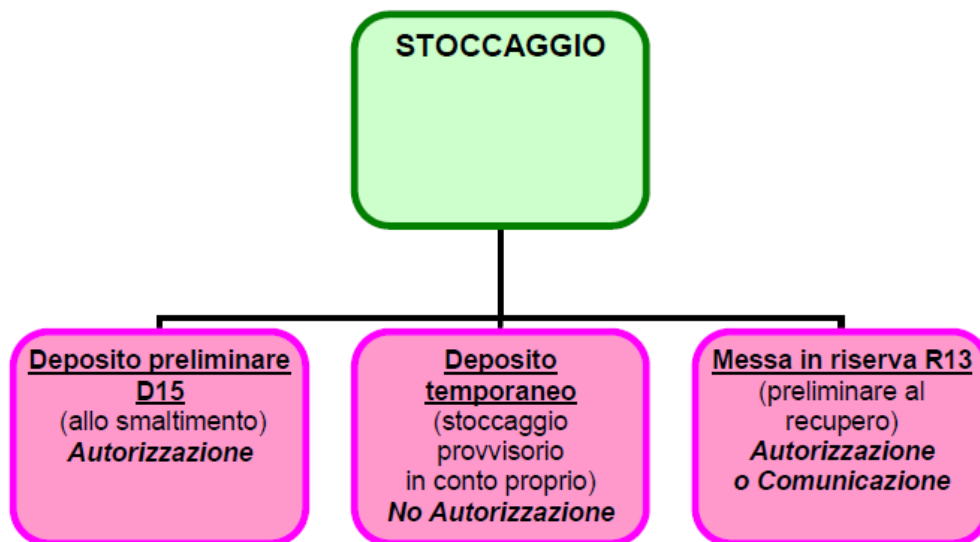 STOCCAGGIO
Deposito preliminare
D15
(allo smaltimento)
Autorizzazione
Deposito
temporaneo
(stoccaggio
provvisorio
in conto proprio)
No Autorizzazione
Messa in riserva R13
(preliminare al
recupero)
Autorizzazione
o Comunicazione